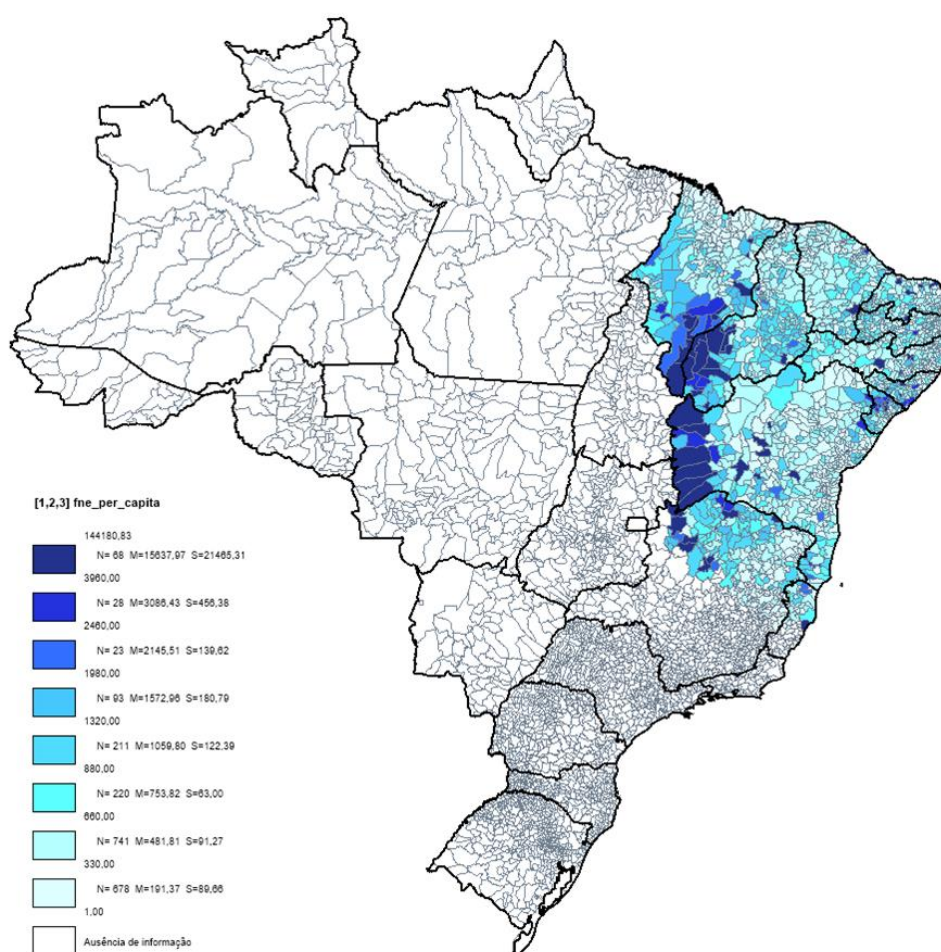 [1,2,3] fne_per_capita
144180,83
N= 68 M=15637,97 S=21465,31
3960,00
N= 28 M=3086,43 S=456,38
2460,00
N= 23 M=2145,51 S=139,62
1980,00
N= 93 M=1572,96 S=180,79
1320,00
N= 211 M=1059,80 S=122,39
880,00
N= 220 M=753,82 S=63,00
660,00
N= 741 M=481,81 S=91,27
330,00
N= 678 M=191,37 S=89,66
1,00
Ausência de informação